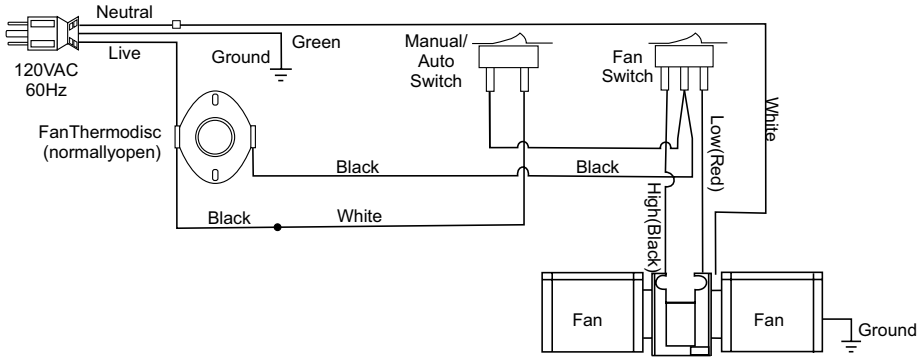 Neutral
Live
120VAC
60Hz
Green
Ground
Manual/
Auto
Switch
Fan
Switch
FanThermodisc
(normallyopen)
Black
Black
Black
White
High(Black)
Low(Red)
White
Fan
Fan
Ground